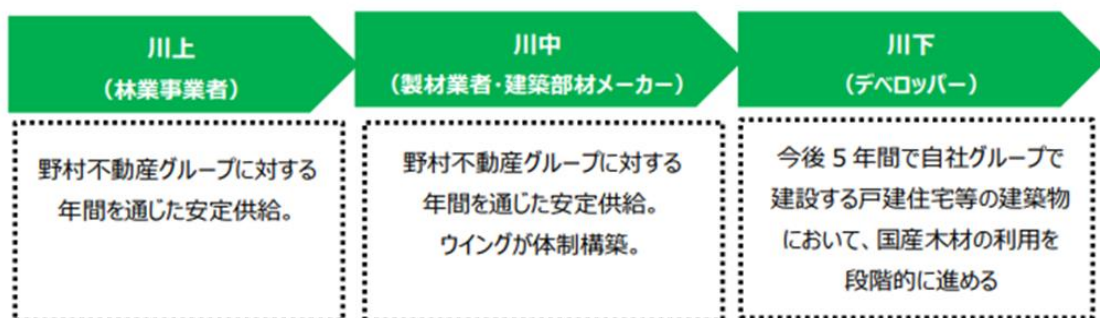 川上
（林業事業者）
野村不動産グループに対する
年間を通じた安定供給。
川中
（製材業者・建築部材メーカー）
野村不動産グループに対する
年間を通じた安定供給。
ウイングが体制構築。
川下
（デベロッパー）
今後 5 年間で自社グループで
建設する戸建住宅等の建築物
において、国産木材の利用を
段階的に進める